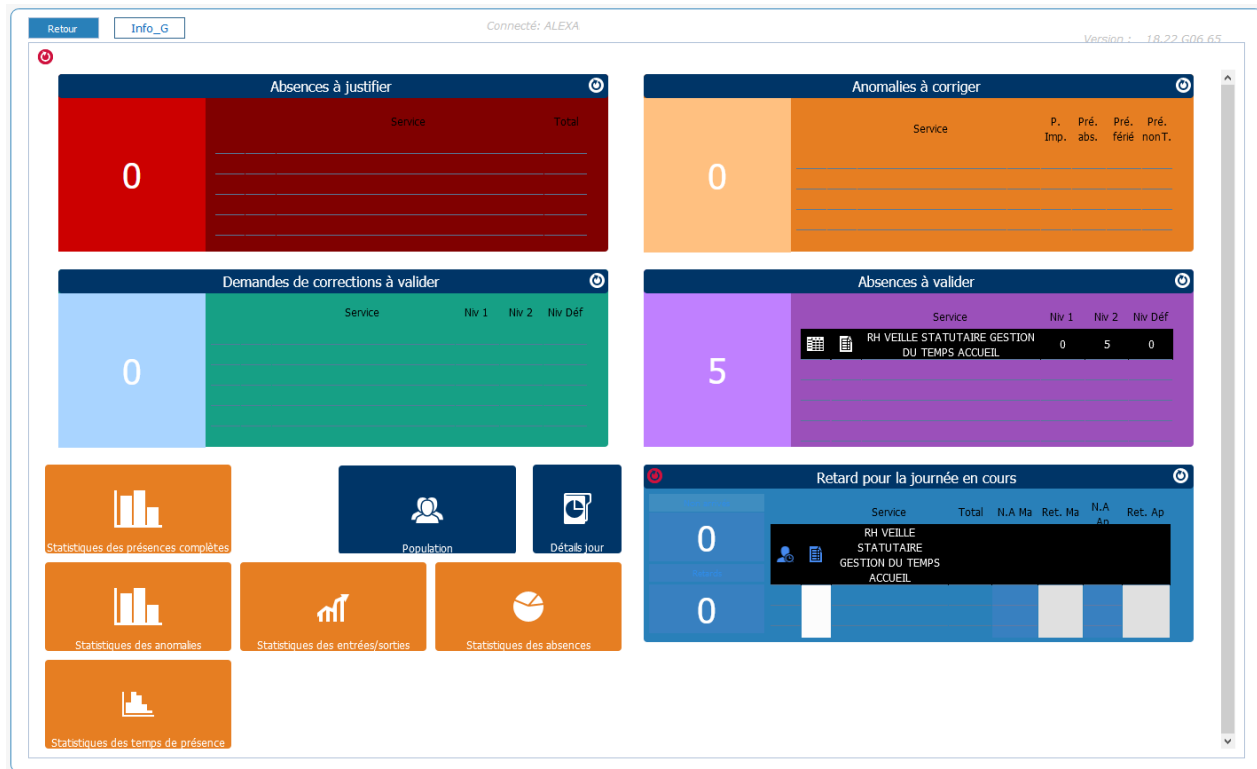 Retour
Info_G
Connecté: ALEXA
Version : 18.22 G06.65
Absences à justifier
Service Total
0
Anomalies à corriger
Service P. Imp. Pré. abs. Pré. férié Pré. nonT.
0
Demandes de corrections à valider
Service Niv 1 Niv 2 Niv Déf
0
Absences à valider
Service Niv 1 Niv 2 Niv Déf
RH VEILLE STATUTAIRE GESTION
DU TEMPS ACCUEIL
0 5 0
5
Statistiques des présences complètes
Population
Détails jour
Retard pour la journée en cours
Service Total N.A Ma Ret. Ma N.A Ap Ret. Ap
0
RH VEILLE
STATUTAIRE
GESTION DU TEMPS
ACCUEIL
0
Statistiques des anomalies
Statistiques des entrées/sorties
Statistiques des absences
Statistiques des temps de présence